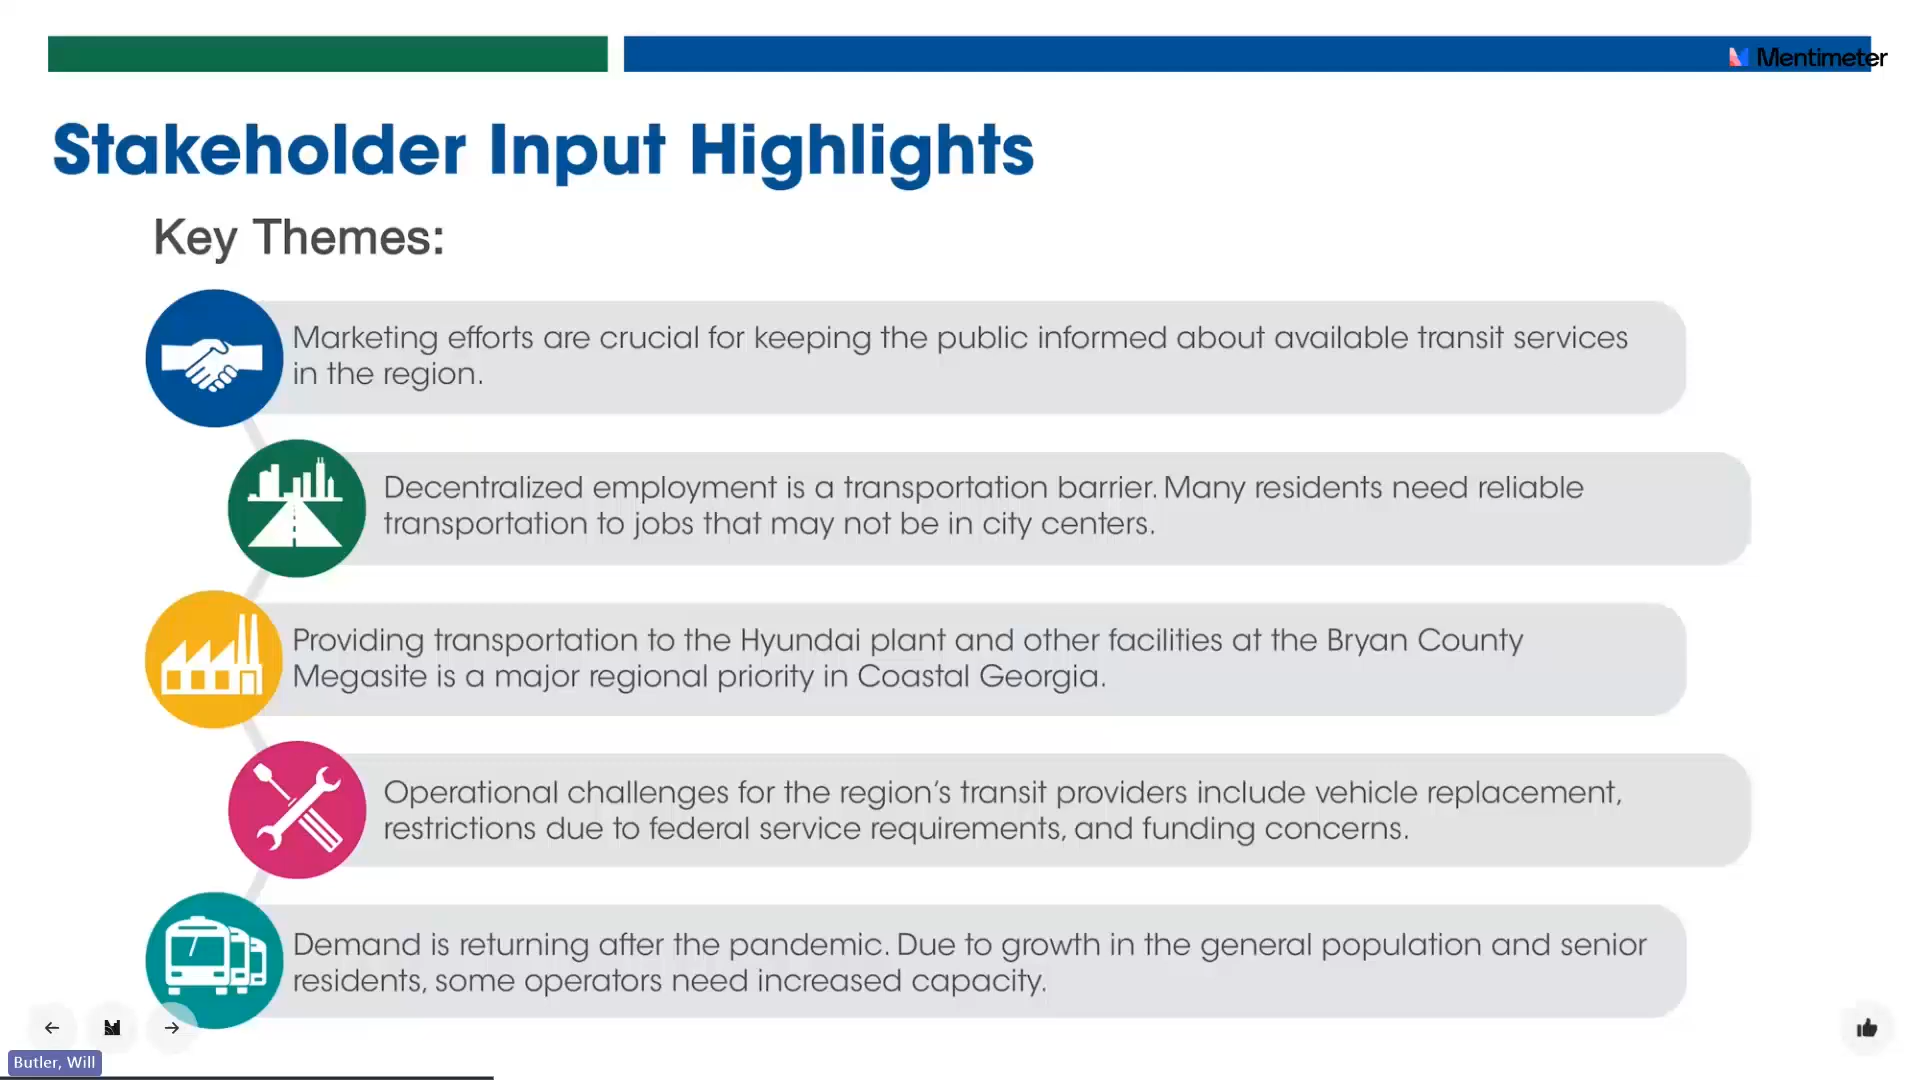 Mentimeter
Stakeholder Input Highlights
Key Themes:
Marketing efforts are crucial for keeping the public informed about available transit services
in the region.
Decentralized employment is a transportation barrier. Many residents need reliable
transportation to jobs that may not be in city centers.
Providing transportation to the Hyundai plant and other facilities at the Bryan County
Megasite is a major regional priority in Coastal Georgia.
Operational challenges for the region's transit providers include vehicle replacement,
restrictions due to federal service requirements, and funding concerns.
Demand is returning after the pandemic. Due to growth in the general population and senior
residents, some operators need increased capacity.
Butler, Will